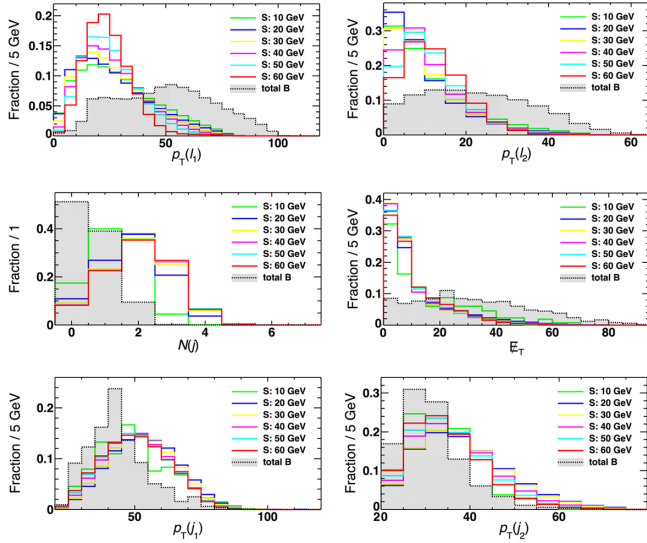 Fraction / 5 GeV
0.2
0.15
0.1
0.05
0
0 50 100
p_T(l_1)
S: 10 GeV
S: 20 GeV
S: 30 GeV
S: 40 GeV
S: 50 GeV
S: 60 GeV
total B
Fraction / 5 GeV
0.3
0.2
0.1
0
0 20 40 60
p_T(l_2)
S: 10 GeV
S: 20 GeV
S: 30 GeV
S: 40 GeV
S: 50 GeV
S: 60 GeV
total B
Fraction / 1
0.4
0.2
0
0 2 4 6
N(j)
S: 10 GeV
S: 20 GeV
S: 30 GeV
S: 40 GeV
S: 50 GeV
S: 60 GeV
total B
Fraction / 5 GeV
0.4
0.3
0.2
0.1
0
0 20 40 60 80
E̸_T
S: 10 GeV
S: 20 GeV
S: 30 GeV
S: 40 GeV
S: 50 GeV
S: 60 GeV
total B
Fraction / 5 GeV
0.2
0.1
0
50 100
p_T(j_1)
S: 10 GeV
S: 20 GeV
S: 30 GeV
S: 40 GeV
S: 50 GeV
S: 60 GeV
total B
Fraction / 5 GeV
0.3
0.2
0.1
0
20 40 60
p_T(j_2)
S: 10 GeV
S: 20 GeV
S: 30 GeV
S: 40 GeV
S: 50 GeV
S: 60 GeV
total B